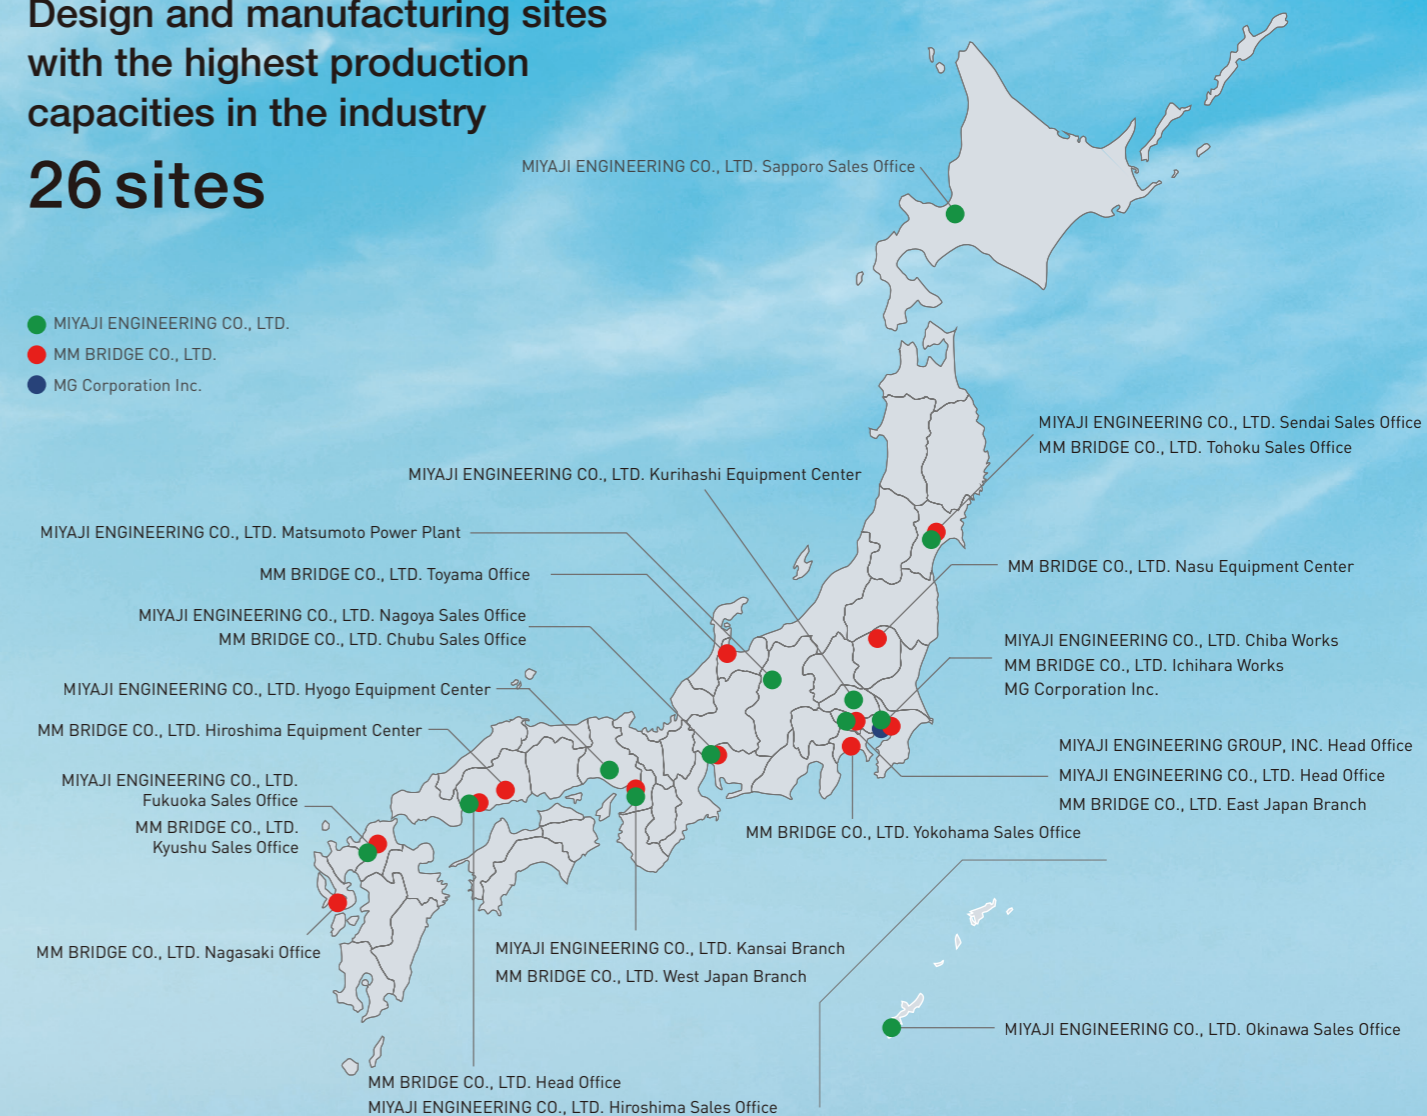 Design and manufacturing sites
with the highest production
capacities in the industry
26 sites
MIYAJI ENGINEERING CO., LTD.
MM BRIDGE CO., LTD.
MG Corporation Inc.
MIYAJI ENGINEERING CO., LTD. Sapporo Sales Office
MIYAJI ENGINEERING CO., LTD. Sendai Sales Office
MM BRIDGE CO., LTD. Tohoku Sales Office
MIYAJI ENGINEERING CO., LTD. Kurihashi Equipment Center
MIYAJI ENGINEERING CO., LTD. Matsumoto Power Plant
MM BRIDGE CO., LTD. Nasu Equipment Center
MM BRIDGE CO., LTD. Toyama Office
MIYAJI ENGINEERING CO., LTD. Nagoya Sales Office
MM BRIDGE CO., LTD. Chubu Sales Office
MIYAJI ENGINEERING CO., LTD. Chiba Works
MM BRIDGE CO., LTD. Ichihara Works
MG Corporation Inc.
MIYAJI ENGINEERING CO., LTD. Hyogo Equipment Center
MM BRIDGE CO., LTD. Hiroshima Equipment Center
MIYAJI ENGINEERING GROUP, INC. Head Office
MIYAJI ENGINEERING CO., LTD. Head Office
MM BRIDGE CO., LTD. East Japan Branch
MIYAJI ENGINEERING CO., LTD.
Fukuoka Sales Office
MM BRIDGE CO., LTD.
Kyushu Sales Office
MM BRIDGE CO., LTD. Yokohama Sales Office
MM BRIDGE CO., LTD. Nagasaki Office
MIYAJI ENGINEERING CO., LTD. Kansai Branch
MM BRIDGE CO., LTD. West Japan Branch
MIYAJI ENGINEERING CO., LTD. Okinawa Sales Office
MM BRIDGE CO., LTD. Head Office
MIYAJI ENGINEERING CO., LTD. Hiroshima Sales Office